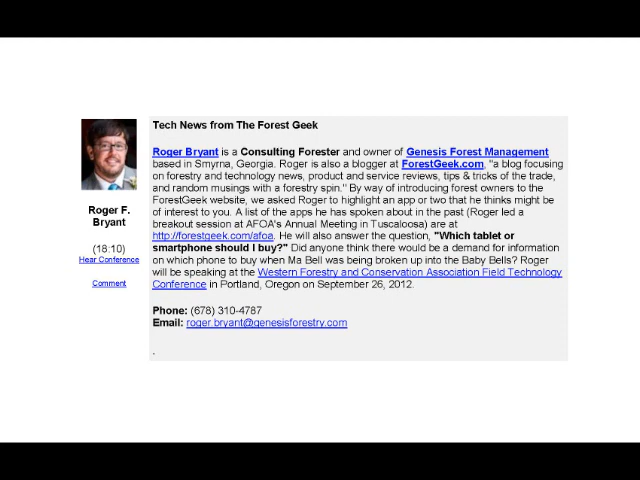 Roger F.
Bryant
(18:10)
Hear Conference
Comment
Tech News from The Forest Geek
Roger Bryant is a Consulting Forester and owner of Genesis Forest Management
based in Smyrna, Georgia. Roger is also a blogger at ForestGeek.com, "a blog focusing
on forestry and technology news, product and service reviews, tips & tricks of the trade,
and random musings with a forestry spin." By way of introducing forest owners to the
ForestGeek website, we asked Roger to highlight an app or two that he thinks might be
of interest to you. A list of the apps he has spoken about in the past (Roger led a
breakout session at AFOA's Annual Meeting in Tuscaloosa) are at
http://forestgeek.com/afoa. He will also answer the question, "Which tablet or
smartphone should I buy?" Did anyone think there would be a demand for information
on which phone to buy when Ma Bell was being broken up into the Baby Bells? Roger
will be speaking at the Western Forestry and Conservation Association Field Technology
Conference in Portland, Oregon on September 26, 2012.
Phone: (678) 310-4787
Email: roger.bryant@genesisforestry.com
.